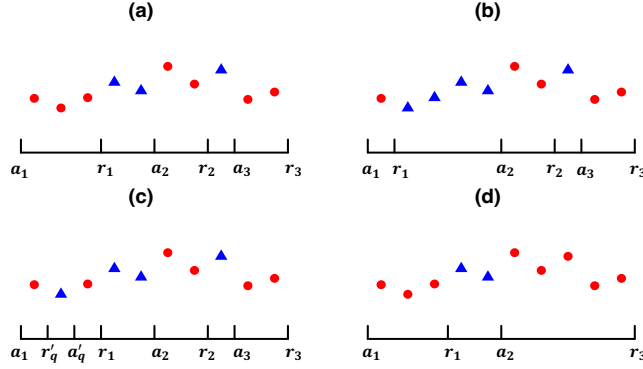 (a) (b)
a₁ r₁ a₂ r₂ a₃ r₃ a₁ r₁ a₂ r₂ a₃ r₃
(c) (d)
a₁ r′q a′q r₁ a₂ r₂ a₃ r₃ a₁ r₁ a₂ r₃